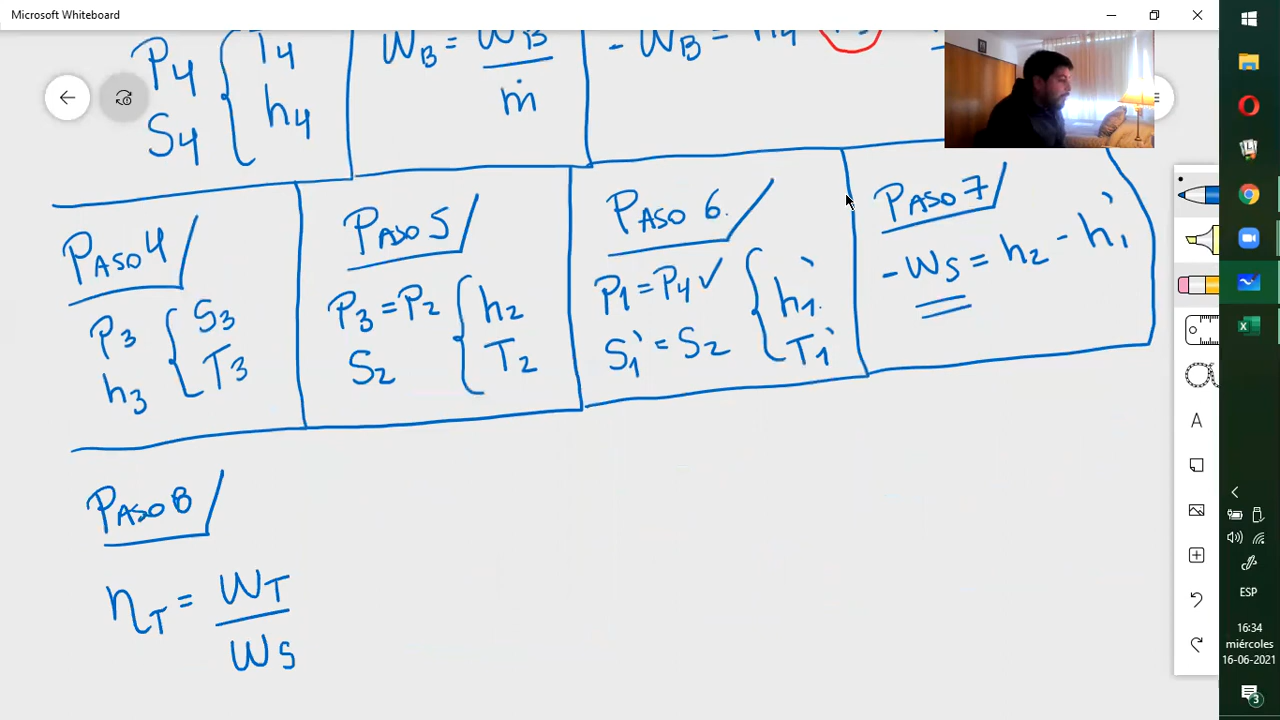 Microsoft Whiteboard
P4 { T4
S4 h4
WB = WB / ṁ
- WB = h4
PASO 4
P3 { S3
h3 T3
PASO 5
P3 = P2 { h2
S2 T2
PASO 6.
P1 = P4 ✓ { h1'
S1' = S2 T1'
PASO 7
- WS = h2 - h1'
PASO 8
ηT = WT / WS
A
ESP
16:34
miércoles
16-06-2021
3